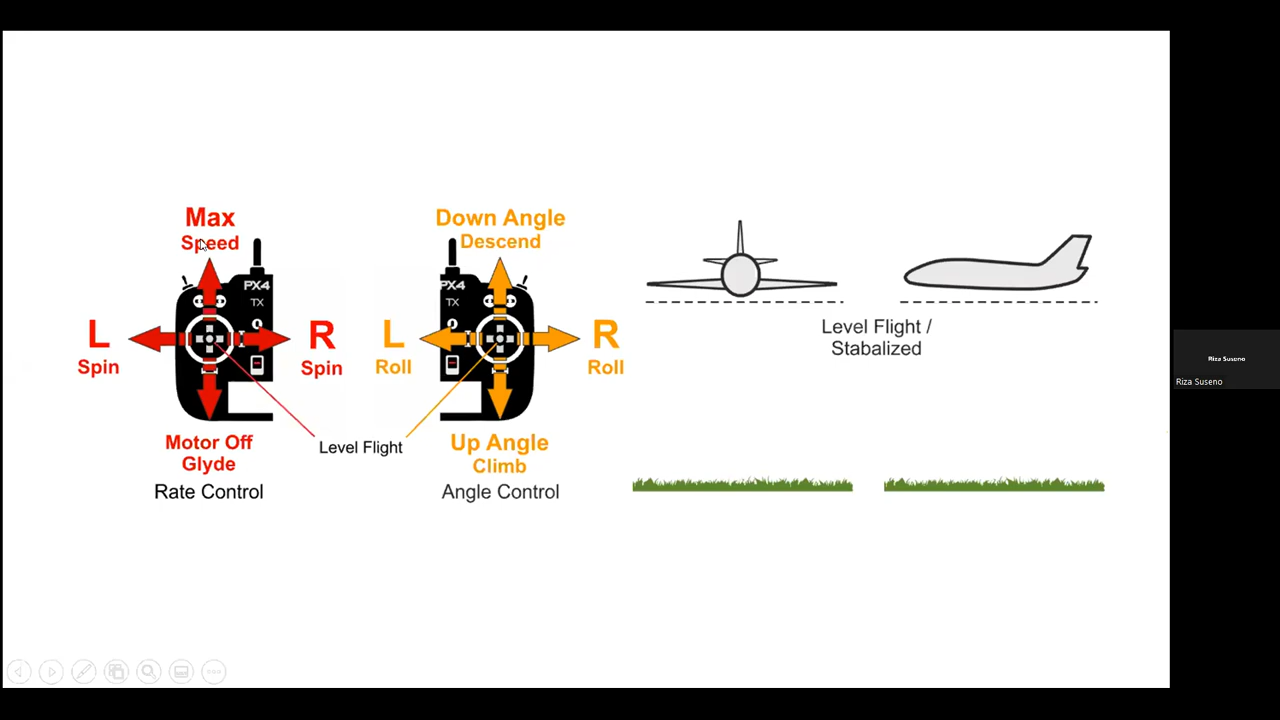 Max
Speed
PX4
TX
L
Spin
R
Spin
Motor Off
Glyde
Rate Control
Level Flight
Down Angle
Descend
PX4
TX
L
Roll
R
Roll
Up Angle
Climb
Angle Control
Level Flight /
Stabalized
Riza Suseno
Riza Suseno